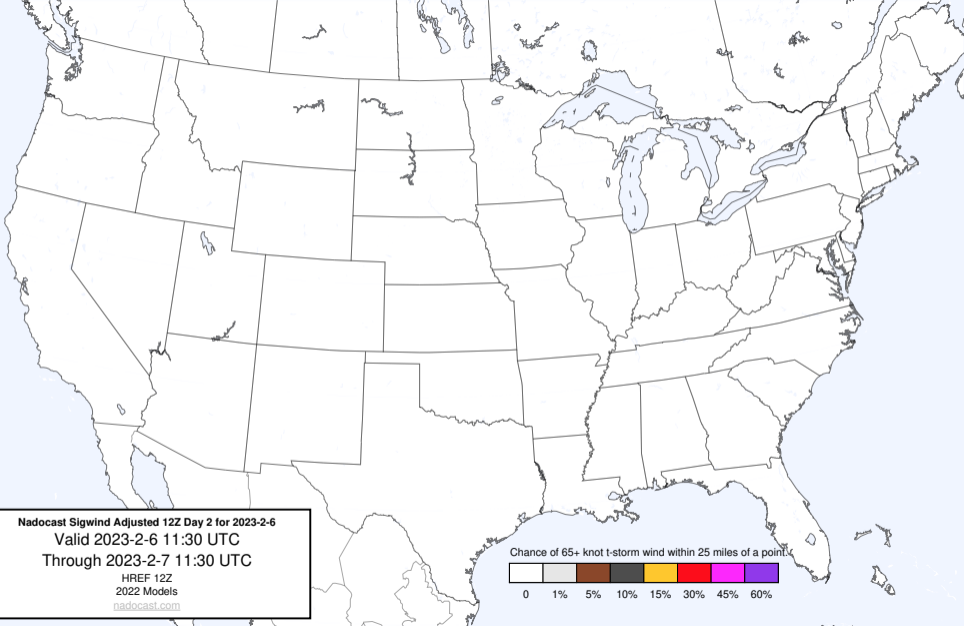 Nadocast Sigwind Adjusted 12Z Day 2 for 2023-2-6
Valid 2023-2-6 11:30 UTC
Through 2023-2-7 11:30 UTC
HREF 12Z
2022 Models
nadocast.com
Chance of 65+ knot t-storm wind within 25 miles of a point.
0 1% 5% 10% 15% 30% 45% 60%